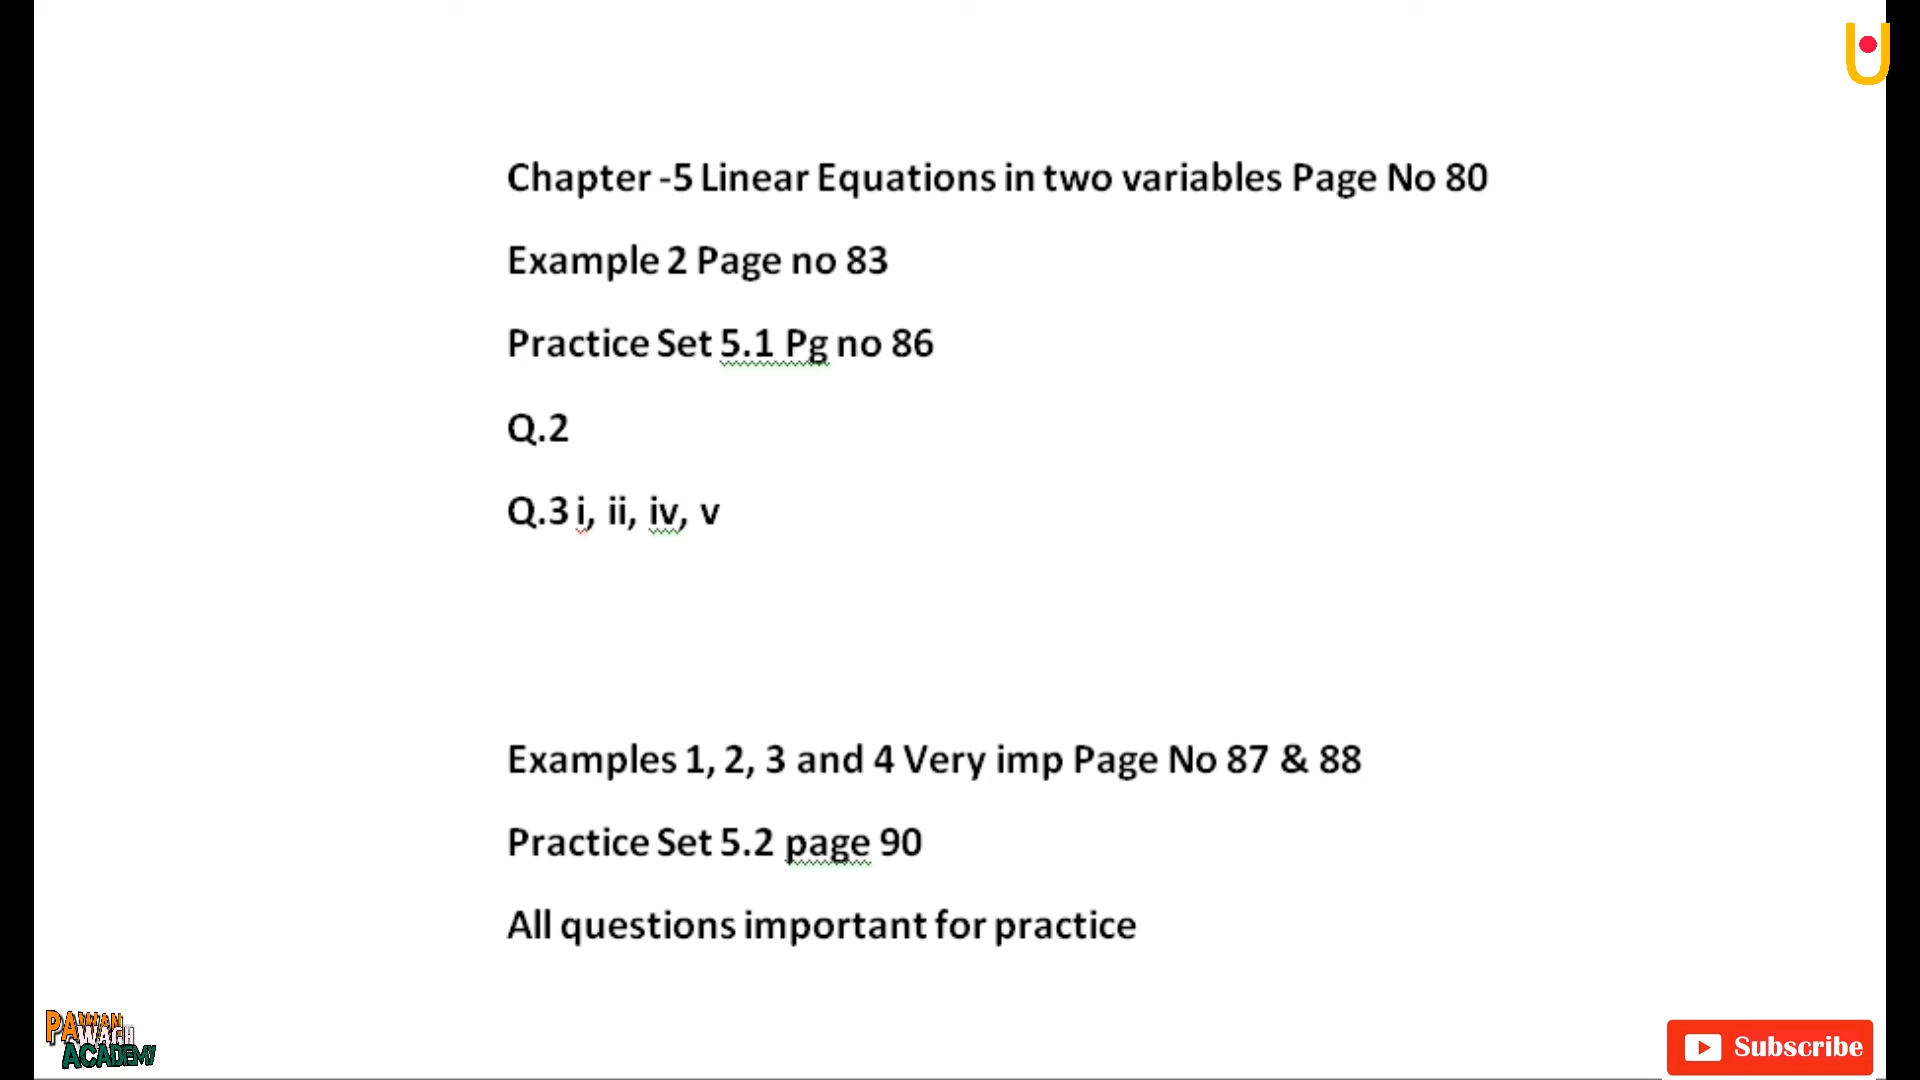 Chapter -5 Linear Equations in two variables Page No 80
Example 2 Page no 83
Practice Set 5.1 Pg no 86
Q.2
Q.3 i, ii, iv, v
Examples 1, 2, 3 and 4 Very imp Page No 87 & 88
Practice Set 5.2 page 90
All questions important for practice
PAWAN
WAGH
ACADEMY
Subscribe